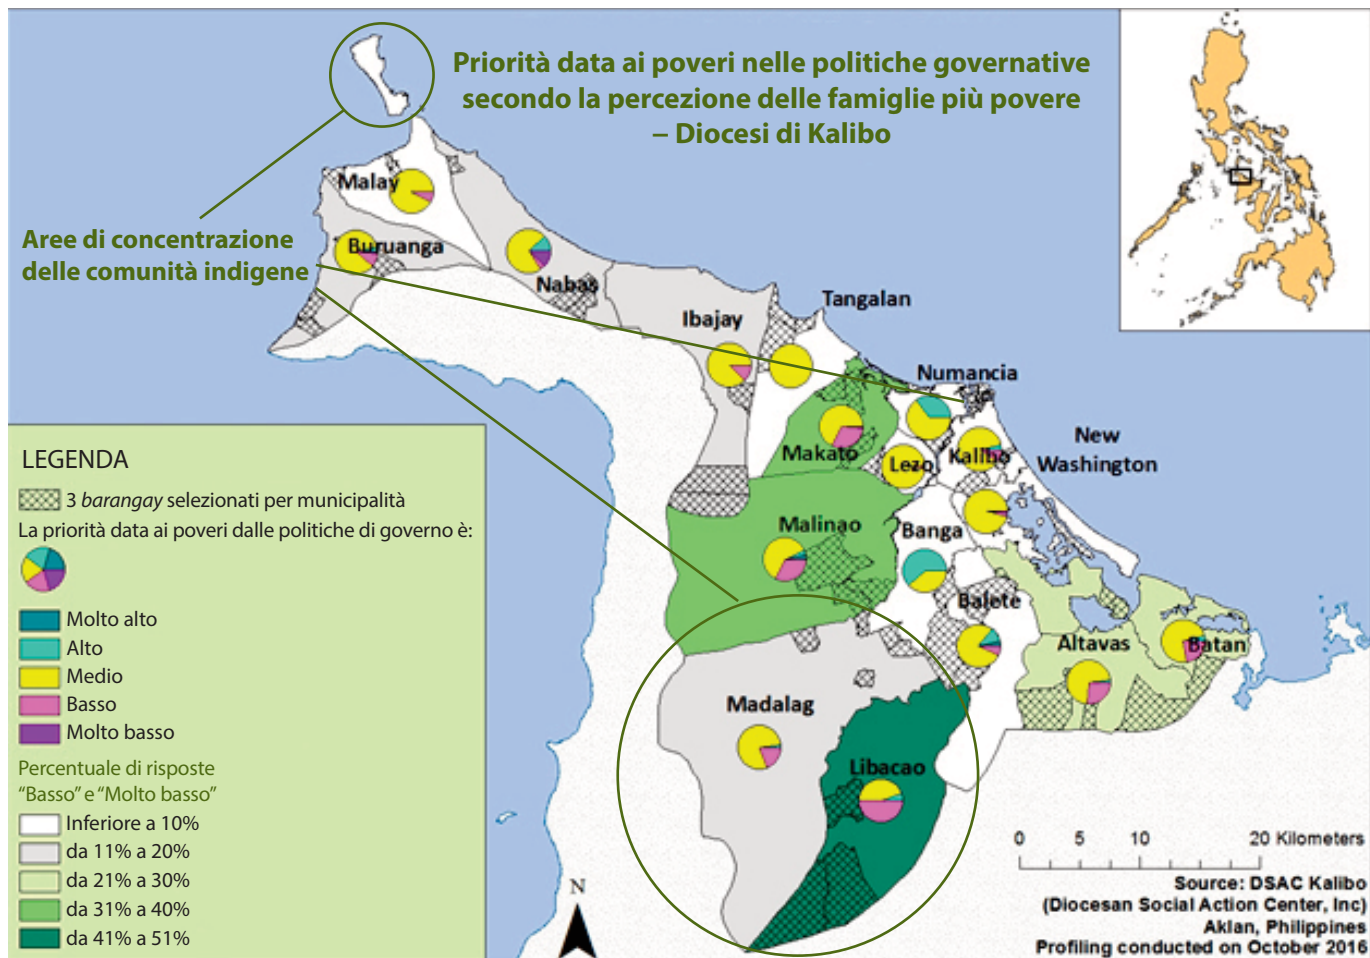 Priorità data ai poveri nelle politiche governative
secondo la percezione delle famiglie più povere
– Diocesi di Kalibo
Aree di concentrazione
delle comunità indigene
Malay
Buruanga
Nabas
Ibajay
Tangalan
Numancia
Makato
Lezo
Kalibo
New
Washington
Malinao
Banga
Balete
Altavas
Batan
Madalag
Libacao
LEGENDA
3 barangay selezionati per municipalità
La priorità data ai poveri dalle politiche di governo è:
Molto alto
Alto
Medio
Basso
Molto basso
Percentuale di risposte
“Basso” e “Molto basso”
Inferiore a 10%
da 11% a 20%
da 21% a 30%
da 31% a 40%
da 41% a 51%
N
0 5 10 20 Kilometers
Source: DSAC Kalibo
(Diocesan Social Action Center, Inc)
Aklan, Philippines
Profiling conducted on October 2016